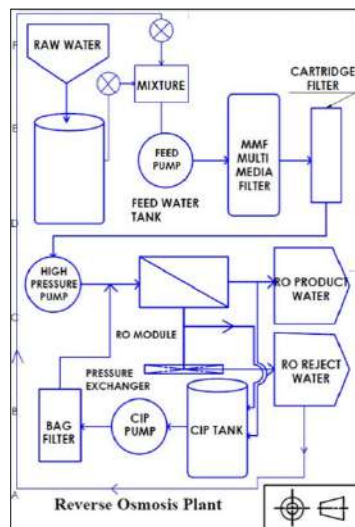 F
RAW WATER
MIXTURE
CARTRIDGE
FILTER
E
FEED
PUMP
MMF
MULTI
MEDIA
FILTER
FEED WATER
TANK
D
HIGH
PRESSURE
PUMP
RO PRODUCT
WATER
C
RO MODULE
PRESSURE
EXCHANGER
RO REJECT
WATER
B
BAG
FILTER
CIP
PUMP
CIP TANK
A
Reverse Osmosis Plant